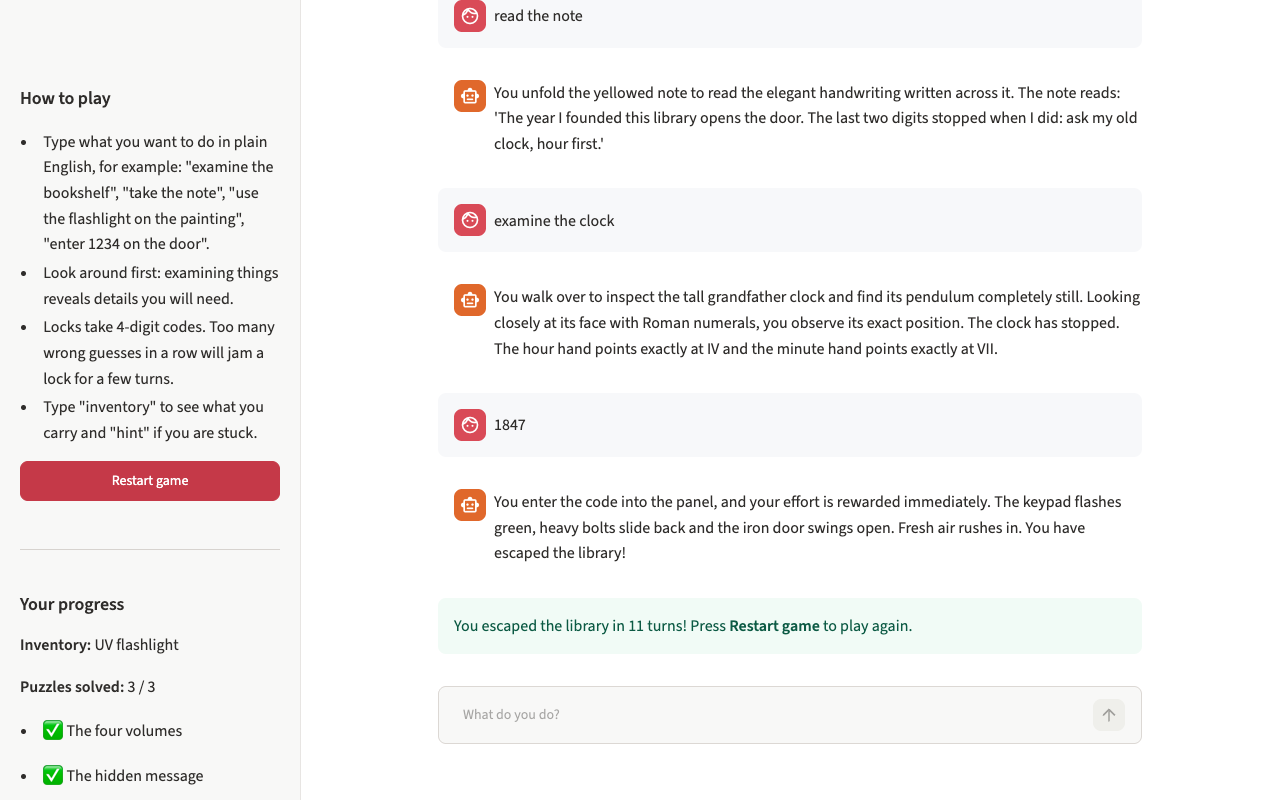 How to play
Type what you want to do in plain
English, for example: "examine the
bookshelf", "take the note", "use
the flashlight on the painting",
"enter 1234 on the door".
Look around first: examining things
reveals details you will need.
Locks take 4-digit codes. Too many
wrong guesses in a row will jam a
lock for a few turns.
Type "inventory" to see what you
carry and "hint" if you are stuck.
Restart game
Your progress
Inventory: UV flashlight
Puzzles solved: 3 / 3
The four volumes
The hidden message
read the note
You unfold the yellowed note to read the elegant handwriting written across it. The note reads:
'The year I founded this library opens the door. The last two digits stopped when I did: ask my old
clock, hour first.'
examine the clock
You walk over to inspect the tall grandfather clock and find its pendulum completely still. Looking
closely at its face with Roman numerals, you observe its exact position. The clock has stopped.
The hour hand points exactly at IV and the minute hand points exactly at VII.
1847
You enter the code into the panel, and your effort is rewarded immediately. The keypad flashes
green, heavy bolts slide back and the iron door swings open. Fresh air rushes in. You have
escaped the library!
You escaped the library in 11 turns! Press Restart game to play again.
What do you do?